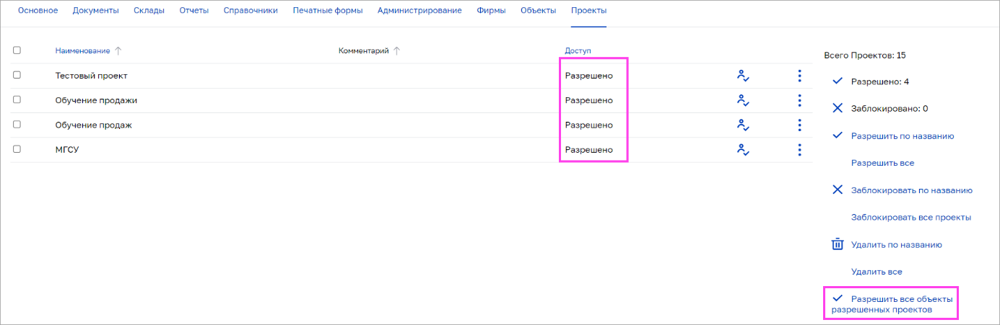 Основное Документы Склады Отчеты Справочники Печатные формы Администрирование Фирмы Объекты Проекты
Наименование Комментарий Доступ
Тестовый проект Разрешено
Обучение продажи Разрешено
Обучение продаж Разрешено
МГСУ Разрешено
Всего Проектов: 15
Разрешено: 4
Заблокировано: 0
Разрешить по названию
Разрешить все
Заблокировать по названию
Заблокировать все проекты
Удалить по названию
Удалить все
Разрешить все объекты
разрешенных проектов